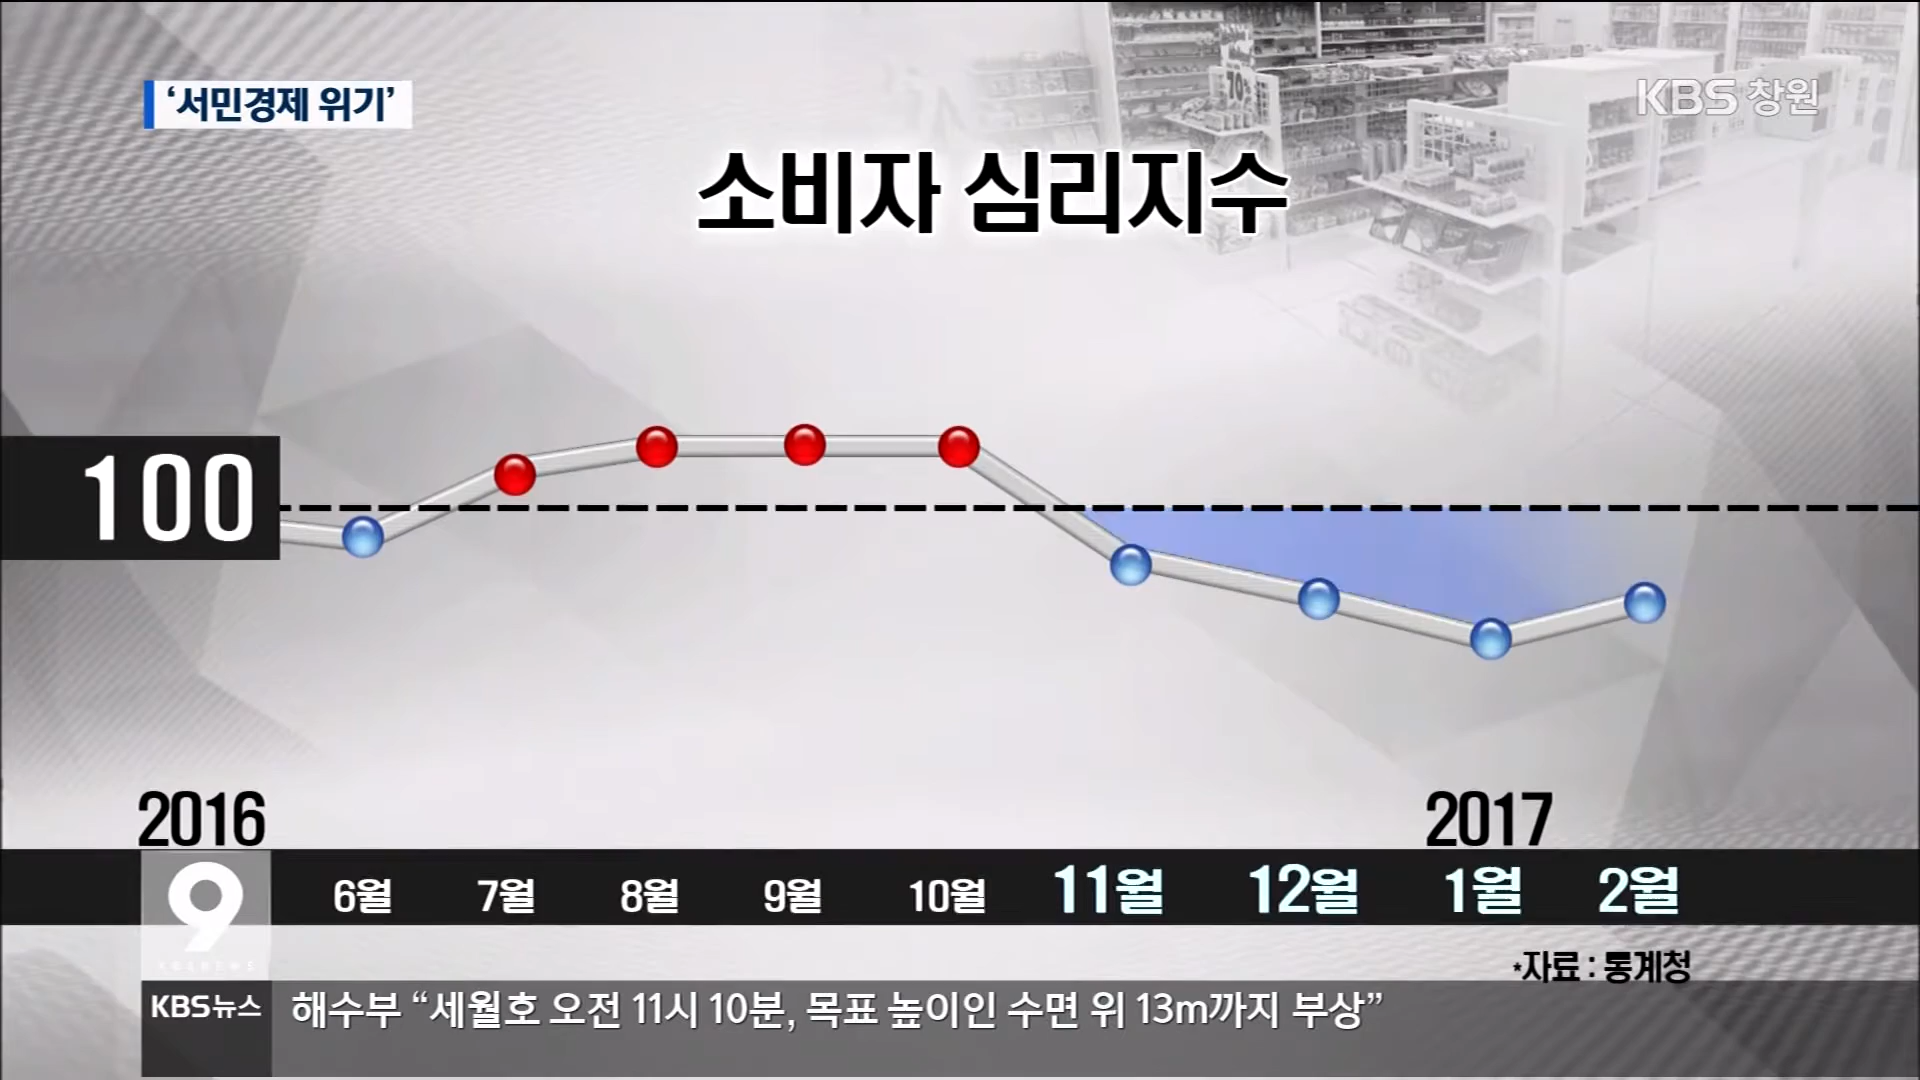 ‘서민경제 위기’
KBS 창원
소비자 심리지수
70%
100
2016
2017
6월 7월 8월 9월 10월 11월 12월 1월 2월
9
*자료 : 통계청
KBS뉴스
해수부 “세월호 오전 11시 10분, 목표 높이인 수면 위 13m까지 부상”